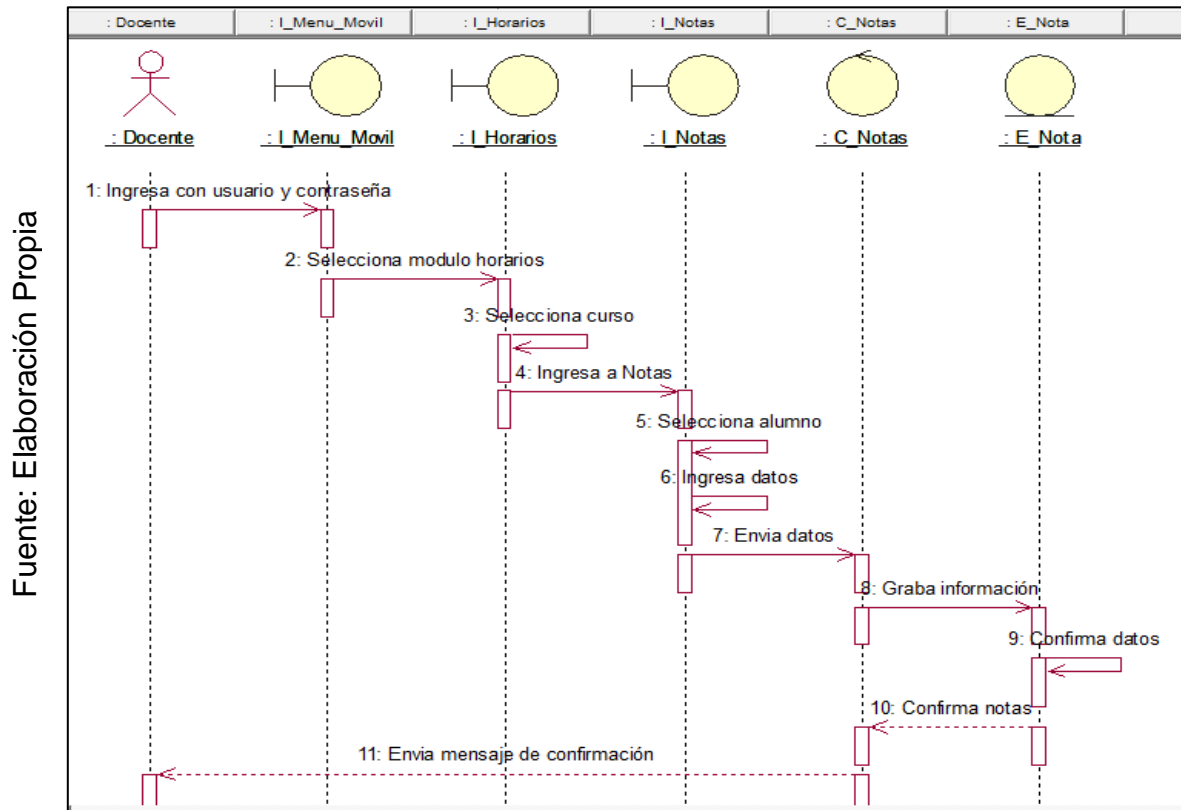 : Docente
: I_Menu_Movil
: I_Horarios
: I_Notas
: C_Notas
: E_Nota
: Docente
: I_Menu_Movil
: I_Horarios
: I_Notas
: C_Notas
: E_Nota
1: Ingresa con usuario y contraseña
2: Selecciona modulo horarios
3: Selecciona curso
4: Ingresa a Notas
5: Selecciona alumno
6: Ingresa datos
7: Envia datos
8: Graba información
9: Confirma datos
10: Confirma notas
11: Envia mensaje de confirmación
Fuente: Elaboración Propia